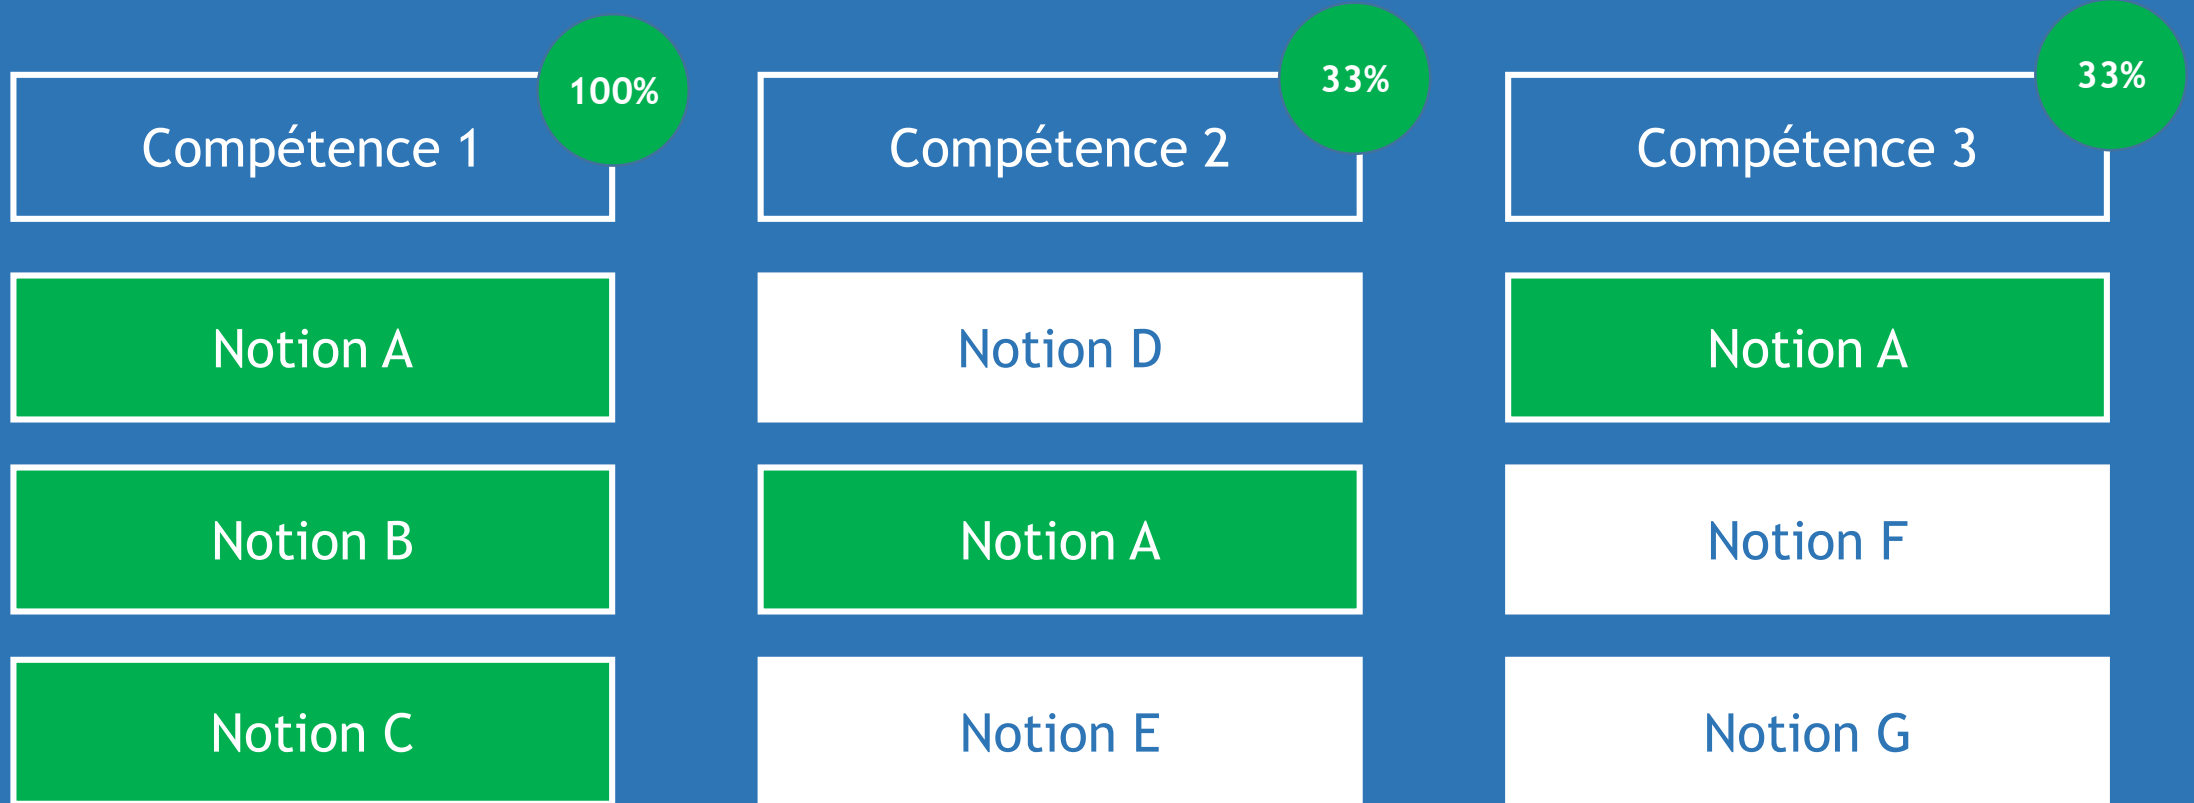 100%
33%
33%
Compétence 1
Compétence 2
Compétence 3
Notion A
Notion D
Notion A
Notion B
Notion A
Notion F
Notion C
Notion E
Notion G